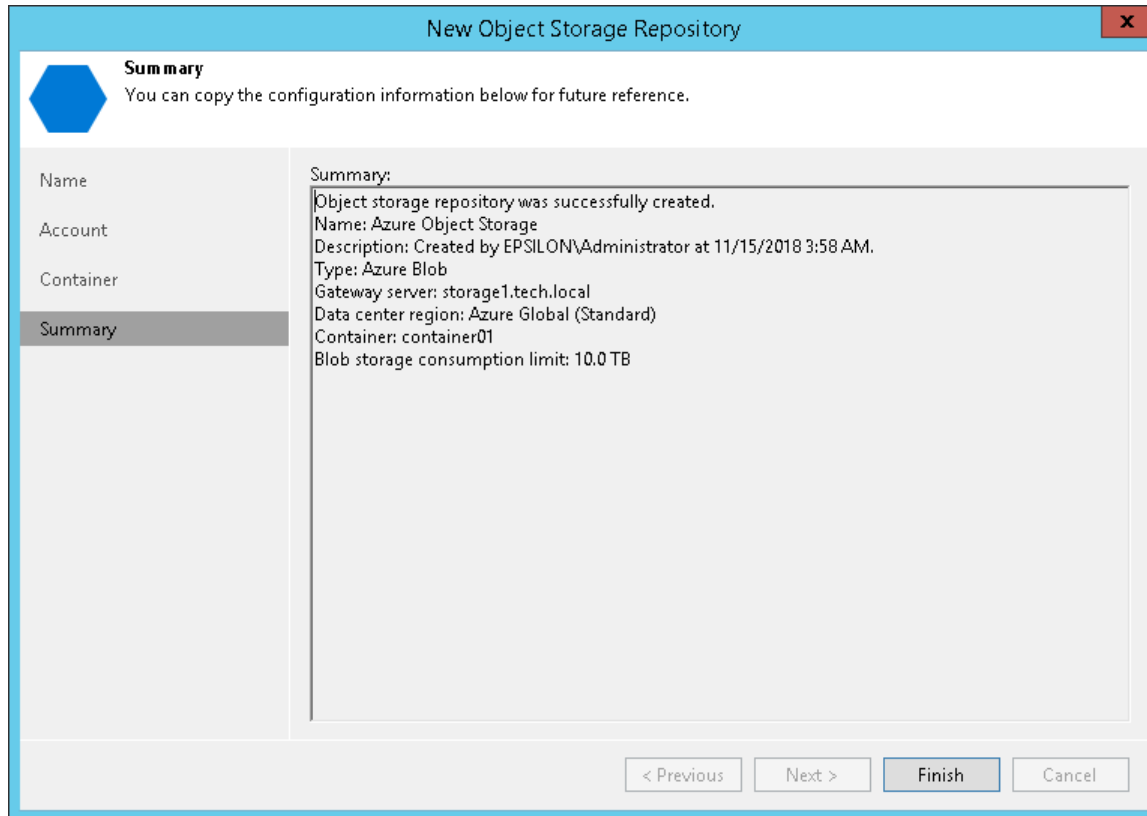 New Object Storage Repository
x
Summary
You can copy the configuration information below for future reference.
Name
Account
Container
Summary
Summary:
Object storage repository was successfully created.
Name: Azure Object Storage
Description: Created by EPSILON\Administrator at 11/15/2018 3:58 AM.
Type: Azure Blob
Gateway server: storage1.tech.local
Data center region: Azure Global (Standard)
Container: container01
Blob storage consumption limit: 10.0 TB
< Previous
Next >
Finish
Cancel